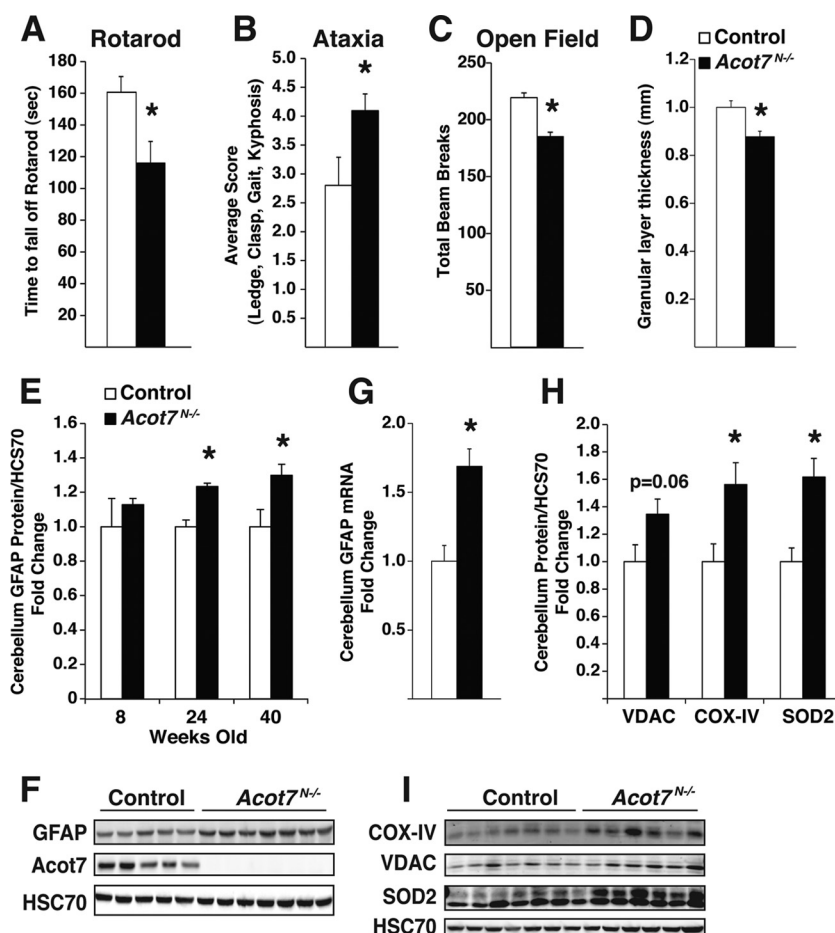 A
Rotarod
Time to fall off Rotarod (sec)
180
160
140
120
100
80
60
40
20
*
B
Ataxia
Average Score
(Ledge, Clasp, Gait, Kyphosis)
5.0
4.5
4.0
3.5
3.0
2.5
2.0
1.5
1.0
0.5
*
C
Open Field
Total Beam Breaks
250
200
150
100
50
*
D
Control
Acot7 N-/-
Granular layer thickness (mm)
1.2
1.0
0.8
0.6
0.4
0.2
*
E
Control
Acot7 N-/-
Cerebellum GFAP Protein/HCS70
Fold Change
1.6
1.4
1.2
1.0
0.8
0.6
0.4
0.2
0
*
*
8 24 40
Weeks Old
G
Cerebellum GFAP mRNA
Fold Change
2.0
1.5
1.0
0.5
*
H
Cerebellum Protein/HCS70
Fold Change
2.0
1.8
1.6
1.4
1.2
1.0
0.8
0.6
0.4
0.2
p=0.06
*
*
VDAC COX-IV SOD2
F
Control Acot7 N-/-
GFAP
Acot7
HSC70
I
Control Acot7 N-/-
COX-IV
VDAC
SOD2
HSC70